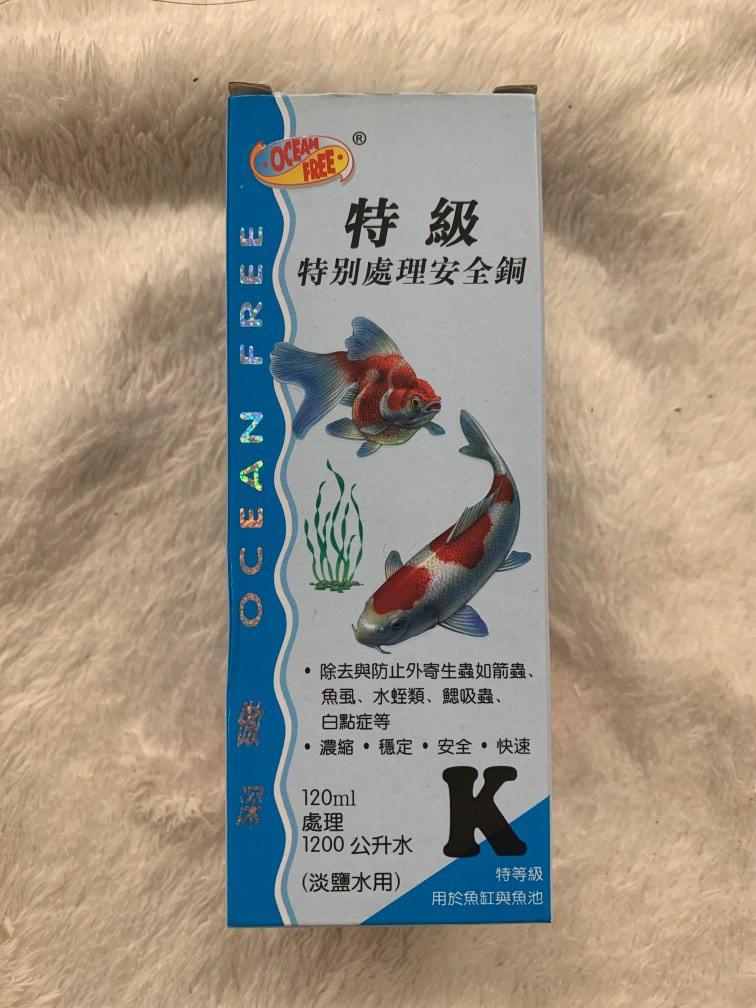 OCEAN
FREE
®
特級
特別處理安全銅
OCEAN FREE
• 除去與防止外寄生蟲如箭蟲、
魚虱、水蛭類、鰓吸蟲、
白點症等
• 濃縮 • 穩定 • 安全 • 快速
120ml
處理
1200 公升水
(淡鹽水用)
K
特等級
用於魚缸與魚池